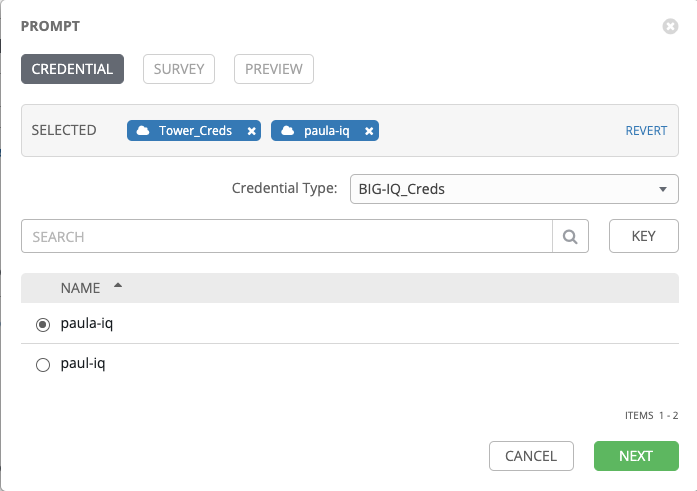 PROMPT
CREDENTIAL SURVEY PREVIEW
SELECTED Tower_Creds paula-iq REVERT
Credential Type: BIG-IQ_Creds
SEARCH KEY
NAME
paula-iq
paul-iq
ITEMS 1 - 2
CANCEL NEXT